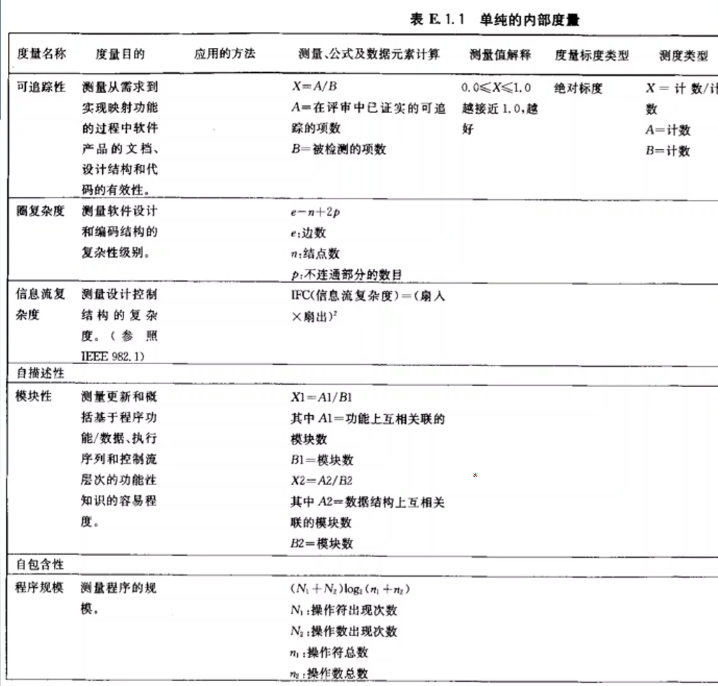 表 E.1.1 单纯的内部度量
度量名称 度量目的 应用的方法 测量、公式及数据元素计算 测量值解释 度量标度类型 测度类型
可追踪性 测量从需求到 X=A/B 0.0≤X≤1.0 绝对标度 X=计数/计
实现映射功能 A=在评审中已证实的可追 越接近1.0,越 数
的过程中软件 踪的项数 好 A=计数
产品的文档、 B=被检测的项数 B=计数
设计结构和代
码的有效性。
圈复杂度 测量软件设计 e-n+2p
和编码结构的 e:边数
复杂性级别。 n:结点数
p:不连通部分的数目
信息流复 测量设计控制 IFC(信息流复杂度)=(扇入
杂度 结构的复杂 ×扇出)²
度。(参照
IEEE 982.1)
自描述性
模块性 测量更新和概 X1=A1/B1
括基于程序功 其中A1=功能上互相关联的
能/数据、执行 模块数
序列和控制流 B1=模块数
层次的功能性 X2=A2/B2
知识的容易程 其中A2=数据结构上互相关
度。 联的模块数
B2=模块数
自包含性
程序规模 测量程序的规 (N₁+N₂)log₂(n₁+n₂)
模。 N₁:操作符出现次数
N₂:操作数出现次数
n₁:操作符总数
n₂:操作数总数